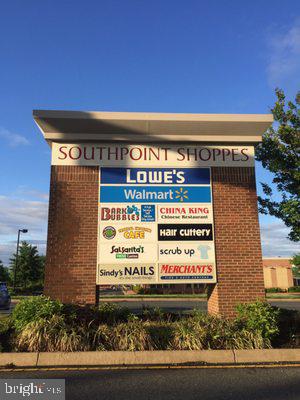 SOUTHPOINT SHOPPES
LOWE'S
Walmart
BARK N BUBBLES
CHINA KING
Chinese Restaurant
CAFE
hair cuttery
SALSARITA'S
scrub up
Sindy's NAILS
MERCHANTS
bright MLS